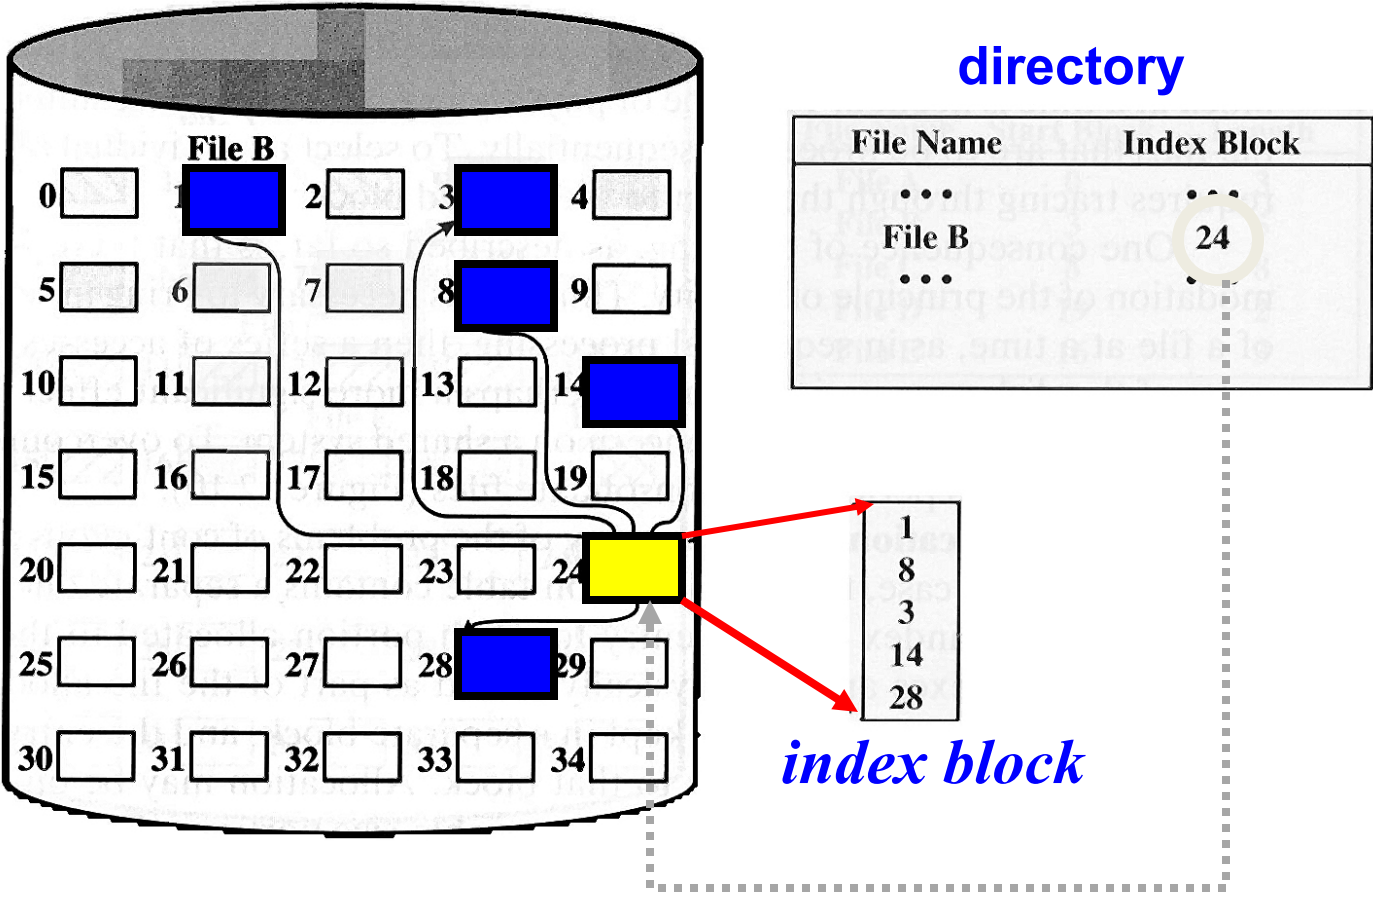 directory
File Name Index Block
••• •••
File B 24
••• •••
File B
0 1 2 3 4
5 6 7 8 9
10 11 12 13 14
15 16 17 18 19
20 21 22 23 24
25 26 27 28 29
30 31 32 33 34
1
8
3
14
28
index block